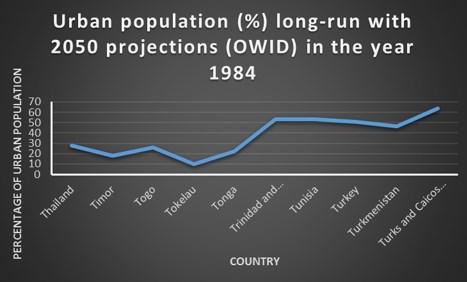 Urban population (%) long-run with
2050 projections (OWID) in the year
1984
PERCENTAGE OF URBAN POPULATION
70
60
50
40
30
20
10
0
Thailand
Timor
Togo
Tokelau
Tonga
Trinidad and...
Tunisia
Turkey
Turkmenistan
Turks and Caicos...
COUNTRY